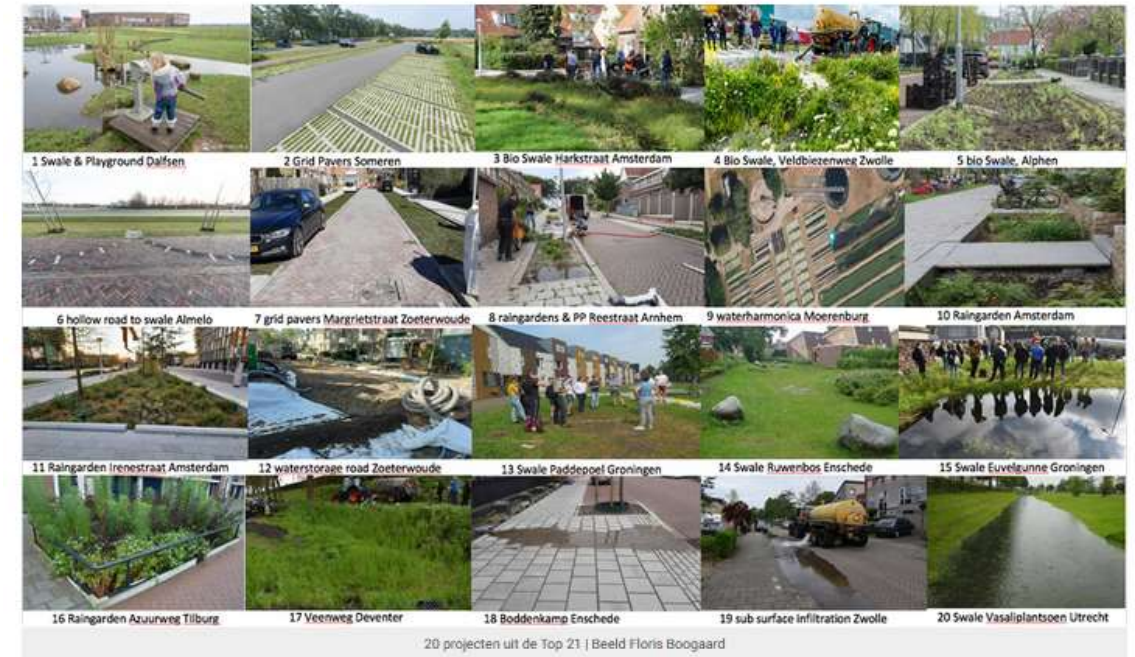 1 Swale & Playground Dalfsen
2 Grid Pavers Someren
3 Bio Swale Harkstraat Amsterdam
4 Bio Swale, Veldbiezenweg Zwolle
5 bio Swale, Alphen
6 hollow road to swale Almelo
7 grid pavers Margrietstraat Zoeterwoude
8 raingardens & PP Reestraat Arnhem
9 waterharmonica Moerenburg
10 Raingarden Amsterdam
11 Raingarden Irenestraat Amsterdam
12 waterstorage road Zoeterwoude
13 Swale Paddepoel Groningen
14 Swale Ruwenbos Enschede
15 Swale Euvelgunne Groningen
16 Raingarden Azuurweg Tilburg
17 Veenweg Deventer
18 Boddenkamp Enschede
19 sub surface infiltration Zwolle
20 Swale Vasaliplantsoen Utrecht
20 projecten uit de Top 21 | Beeld Floris Boogaard